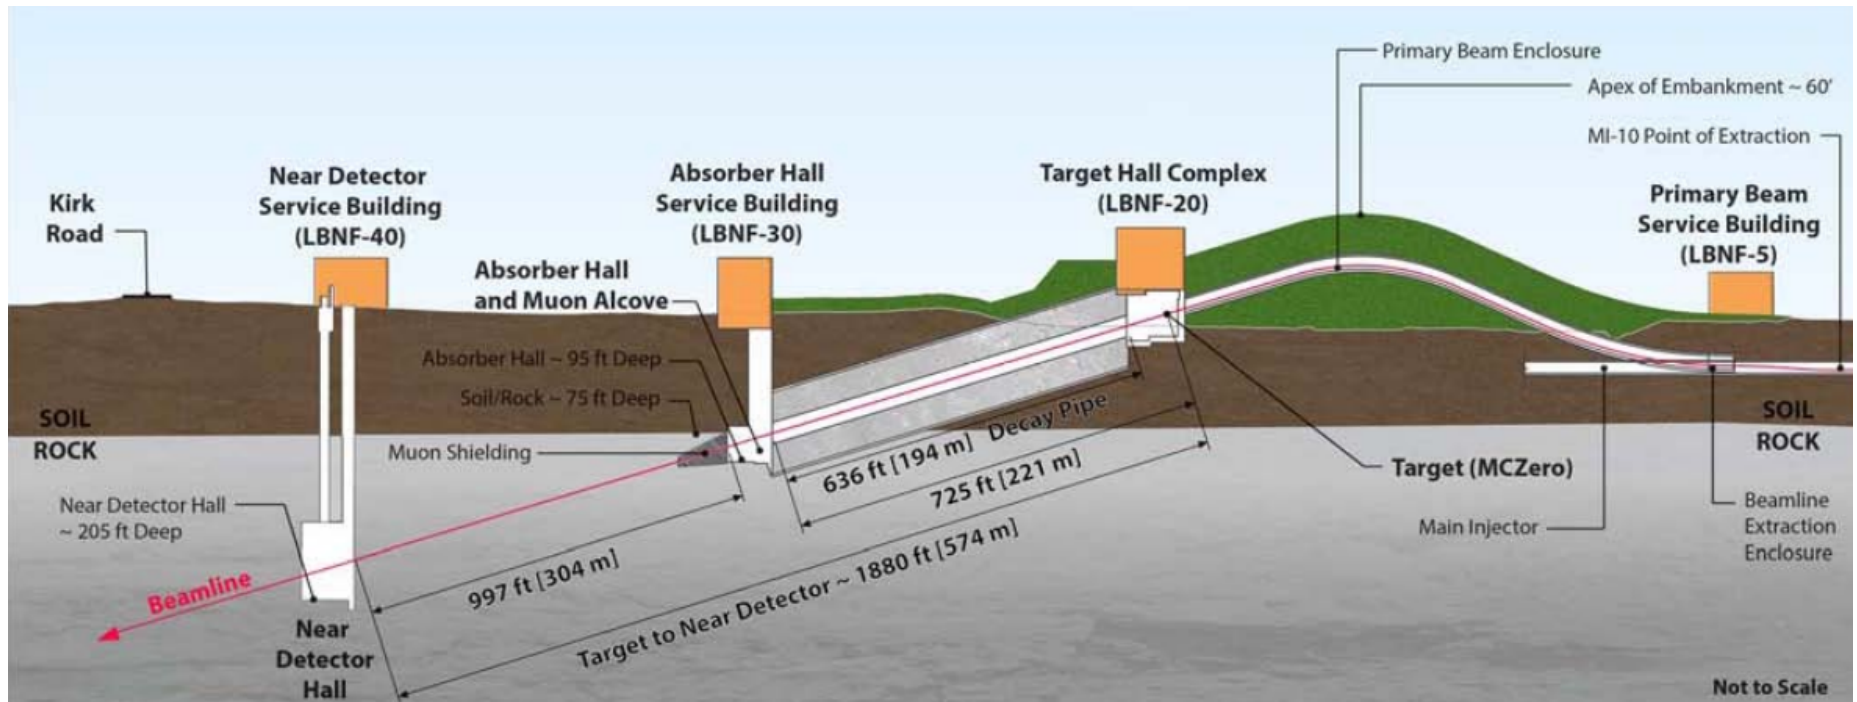 Primary Beam Enclosure
Apex of Embankment ~ 60'
MI-10 Point of Extraction
Kirk
Road
Near Detector
Service Building
(LBNF-40)
Absorber Hall
Service Building
(LBNF-30)
Target Hall Complex
(LBNF-20)
Primary Beam
Service Building
(LBNF-5)
Absorber Hall
and Muon Alcove
Absorber Hall ~ 95 ft Deep
Soil/Rock ~ 75 ft Deep
Muon Shielding
SOIL
ROCK
SOIL
ROCK
636 ft [194 m] Decay Pipe
725 ft [221 m]
997 ft [304 m]
Target to Near Detector ~ 1880 ft [574 m]
Target (MCZero)
Main Injector
Beamline
Extraction
Enclosure
Near Detector Hall
~ 205 ft Deep
Beamline
Near
Detector
Hall
Not to Scale